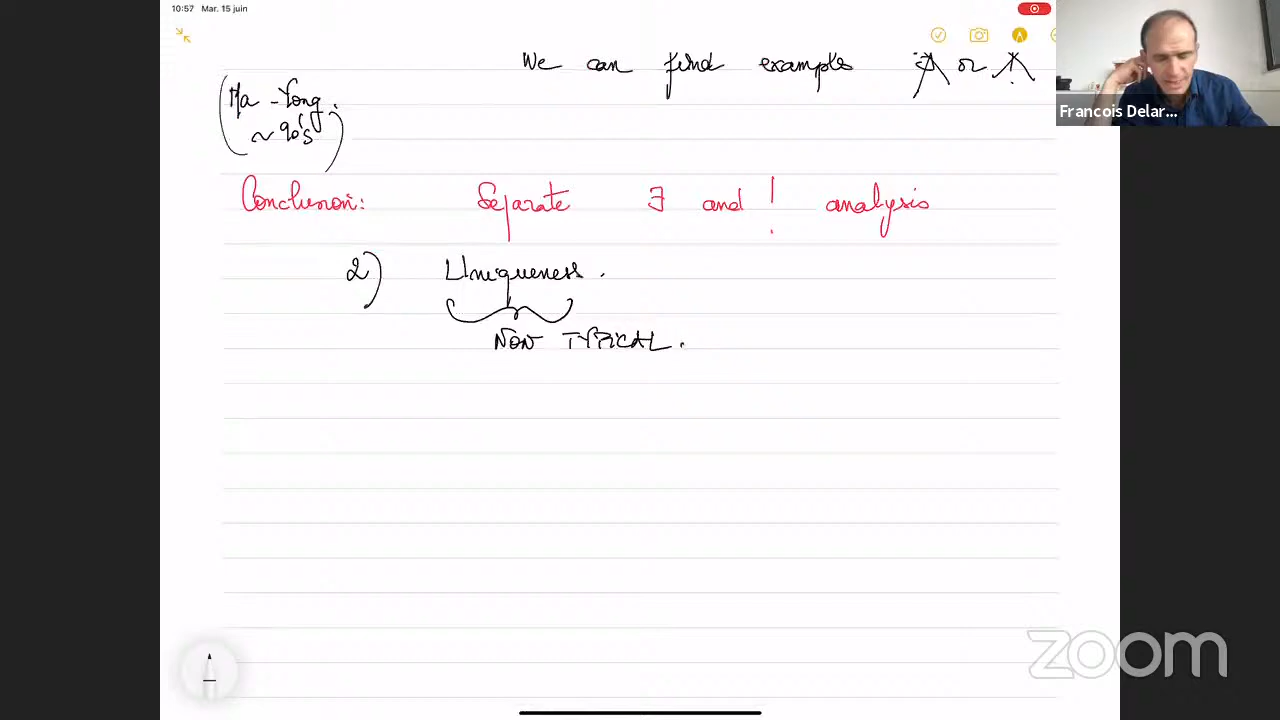 10:57 Mar. 15 juin
We can find examples ∄ or !
(Ma-Yong ~ 90's)
Francois Delar...
Conclusion: Separate ∃ and ! analysis
2) Uniqueness.
NON TYPICAL.
zoom